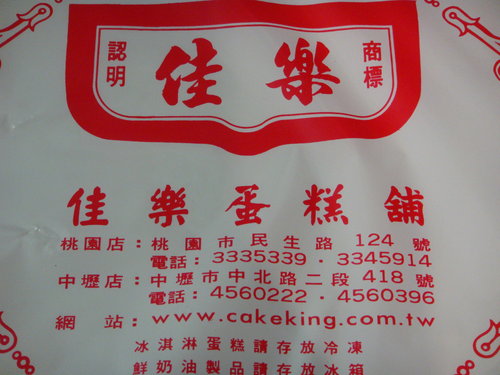 認明 佳樂 商標
佳樂蛋糕舖
桃園店：桃園市民生路 124 號
電話：3335339．3345914
中壢店：中壢市中北路二段 418 號
電話：4560222．4560396
網 站：www.cakeking.com.tw
冰淇淋蛋糕請存放冷凍
鮮奶油製品請存放冰箱